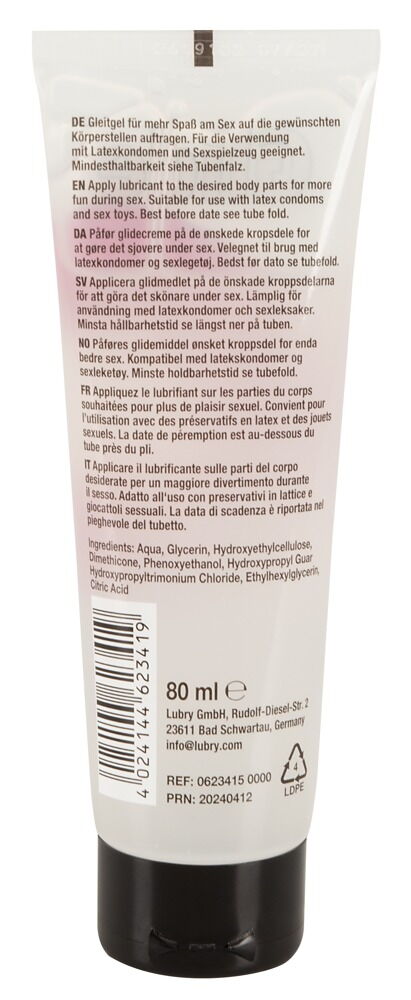 DE Gleitgel für mehr Spaß am Sex auf die gewünschten
Körperstellen auftragen. Für die Verwendung
mit Latexkondomen und Sexspielzeug geeignet.
Mindesthaltbarkeit siehe Tubenfalz.
EN Apply lubricant to the desired body parts for more
fun during sex. Suitable for use with latex condoms
and sex toys. Best before date see tube fold.
DA Påfør glidecreme på de ønskede kropsdele for
at gøre det sjovere under sex. Velegnet til brug med
latexkondomer og sexlegetøj. Bedst før dato se tubefold.
SV Applicera glidmedlet på de önskade kroppsdelarna
för att göra det skönare under sex. Lämplig för
användning med latexkondomer och sexleksaker.
Minsta hållbarhetstid se längst ner på tuben.
NO Påføres glidemiddel ønsket kroppsdel for enda
bedre sex. Kompatibel med latekskondomer og
sexleketøy. Minste holdbarhetstid se tubefold.
FR Appliquez le lubrifiant sur les parties du corps
souhaitées pour plus de plaisir sexuel. Convient pour
l'utilisation avec des préservatifs en latex et des jouets
sexuels. La date de péremption est au-dessous du
tube près du pli.
IT Applicare il lubrificante sulle parti del corpo
desiderate per un maggiore divertimento durante
il sesso. Adatto all'uso con preservativi in lattice e
giocattoli sessuali. La data di scadenza è riportata nel
pieghevole del tubetto.
Ingredients: Aqua, Glycerin, Hydroxyethylcellulose,
Dimethicone, Phenoxyethanol, Hydroxypropyl Guar
Hydroxypropyltrimonium Chloride, Ethylhexylglycerin,
Citric Acid
4 024144 623419
80 ml ℮
Lubry GmbH, Rudolf-Diesel-Str. 2
23611 Bad Schwartau, Germany
info@lubry.com
REF: 0623415 0000
PRN: 20240412
4
LDPE